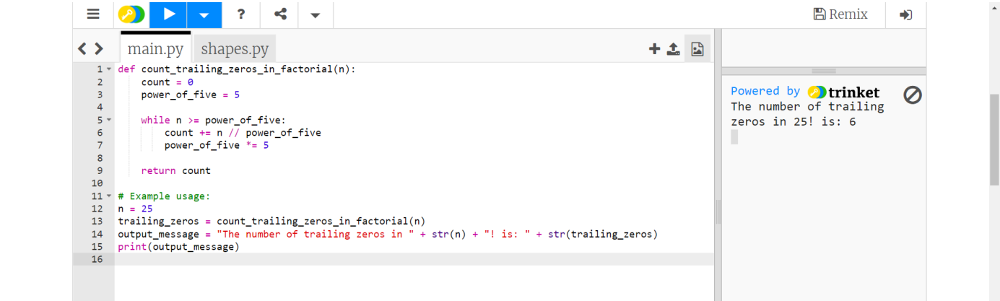 ? Remix
main.py shapes.py
1 def count_trailing_zeros_in_factorial(n):
2     count = 0
3     power_of_five = 5
4
5     while n >= power_of_five:
6         count += n // power_of_five
7         power_of_five *= 5
8
9     return count
10
11 # Example usage:
12 n = 25
13 trailing_zeros = count_trailing_zeros_in_factorial(n)
14 output_message = "The number of trailing zeros in " + str(n) + "! is: " + str(trailing_zeros)
15 print(output_message)
16
Powered by trinket
The number of trailing
zeros in 25! is: 6